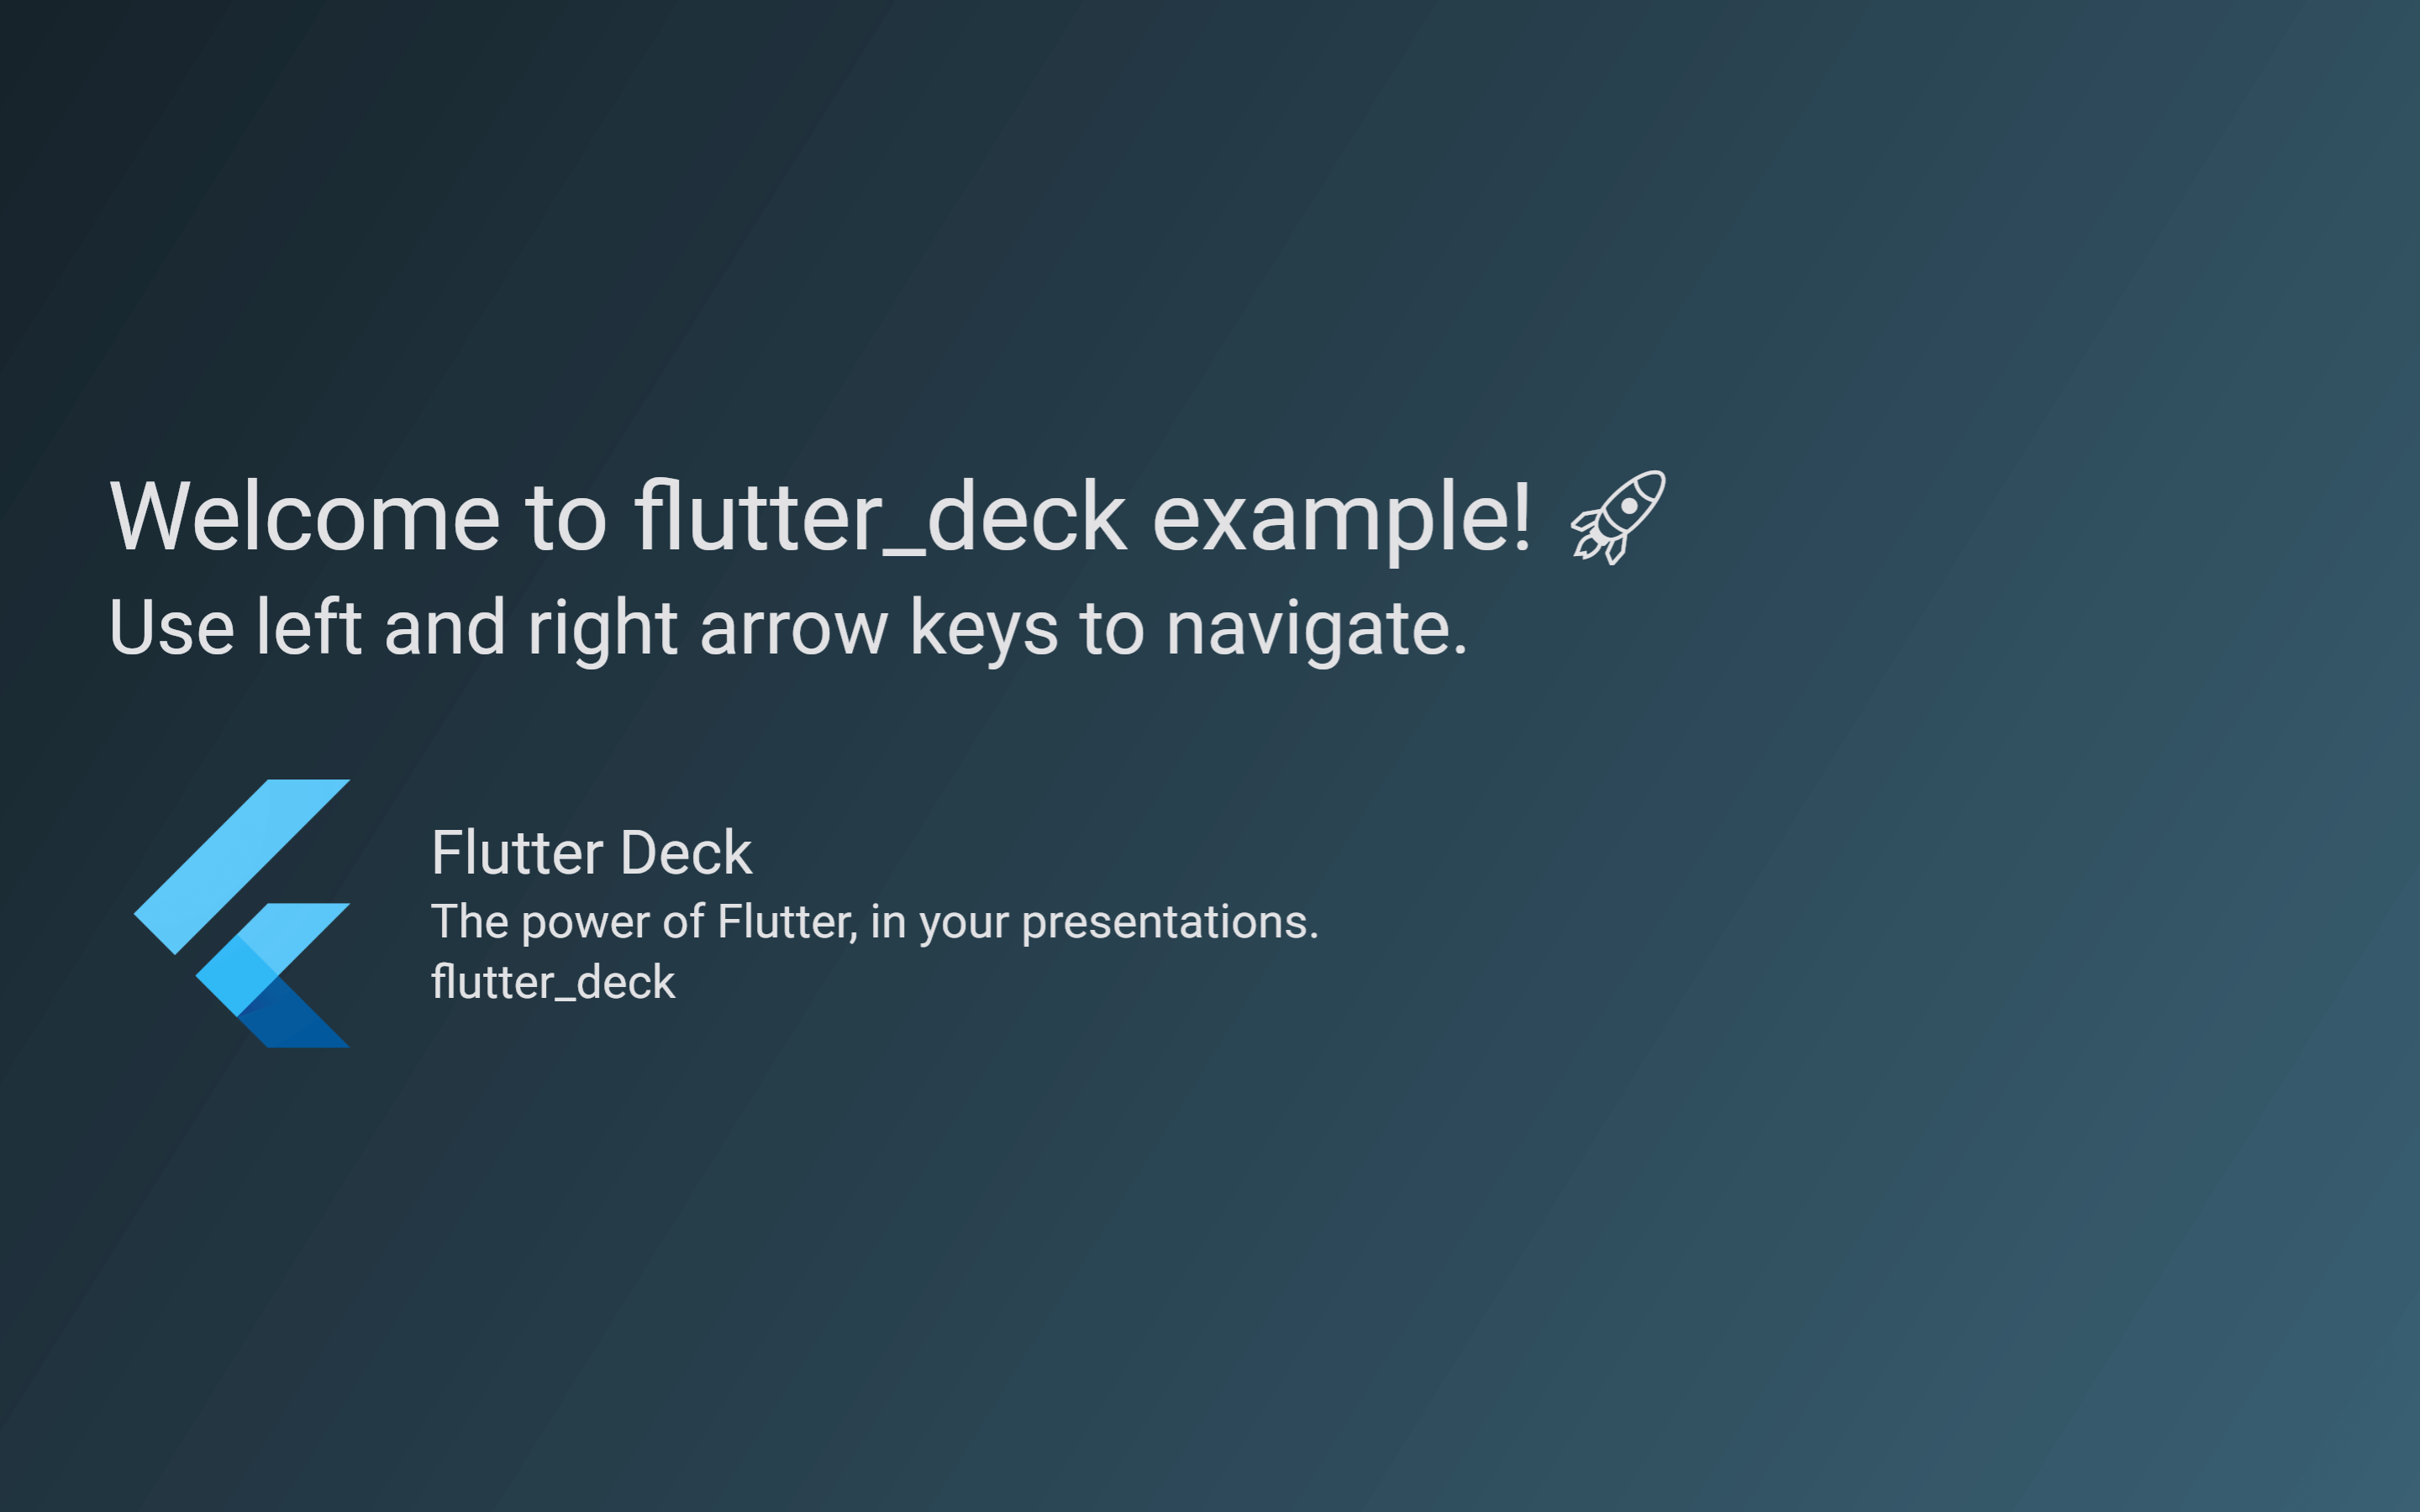 Welcome to flutter_deck example! 🚀
Use left and right arrow keys to navigate.
Flutter Deck
The power of Flutter, in your presentations.
flutter_deck